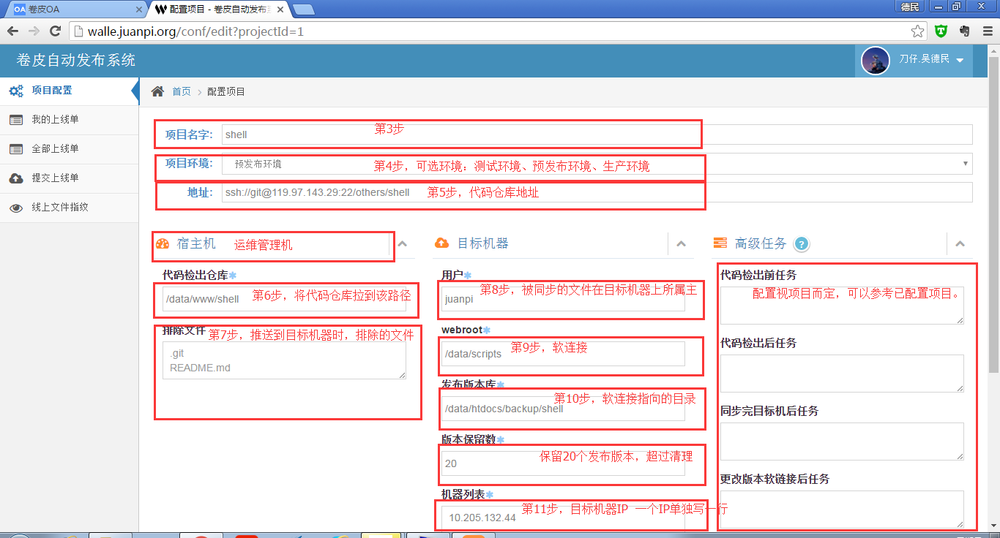 OA 卷皮OA
配置项目 - 卷皮自动发布
德民
walle.juanpi.org/conf/edit?projectId=1
卷皮自动发布系统
刀仔.吴德民
项目配置
首页 > 配置项目
我的上线单
全部上线单
提交上线单
线上文件指纹
项目名字: shell 第3步
项目环境: 预发布环境 第4步，可选环境：测试环境、预发布环境、生产环境
地址: ssh://git@119.97.143.29:22/others/shell 第5步，代码仓库地址
宿主机 运维管理机
代码检出仓库*
/data/www/shell 第6步，将代码仓库拉到该路径
排除文件 第7步，推送到目标机器时，排除的文件
.git
README.md
目标机器
用户*
juanpi 第8步，被同步的文件在目标机器上所属主
webroot*
/data/scripts 第9步，软连接
发布版本库*
第10步，软连接指向的目录
/data/htdocs/backup/shell
版本保留数*
20 保留20个发布版本，超过清理
机器列表*
第11步，目标机器IP 一个IP单独写一行
10.205.132.44
高级任务 ?
代码检出前任务
配置视项目而定，可以参考已配置项目。
代码检出后任务
同步完目标机后任务
更改版本软链接后任务